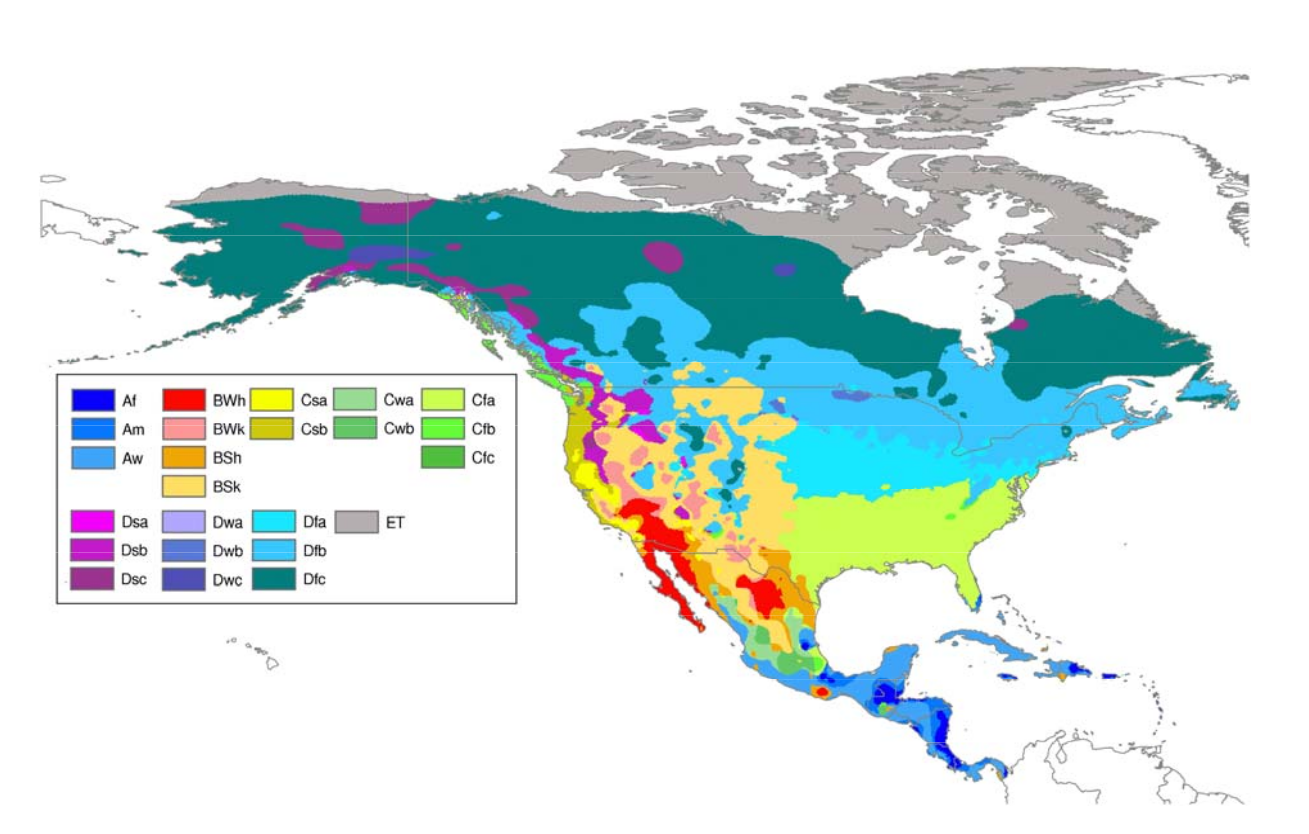 Af BWh Csa Cwa Cfa
Am BWk Csb Cwb Cfb
Aw BSh Cfc
BSk
Dsa Dwa Dfa ET
Dsb Dwb Dfb
Dsc Dwc Dfc